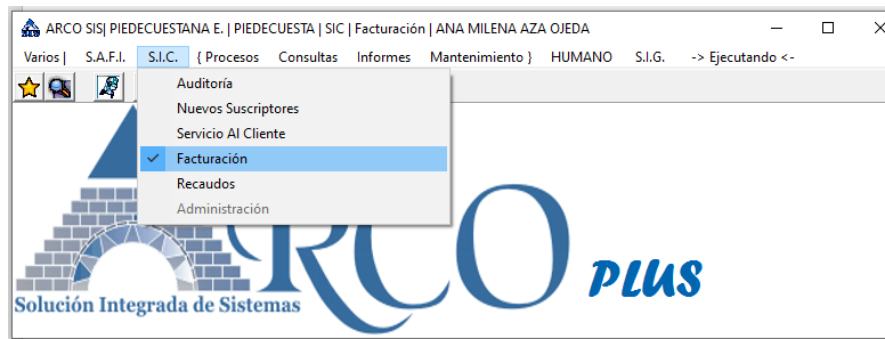 ARCO SIS| PIEDECUESTANA E. | PIEDECUESTA | SIC | Facturación | ANA MILENA AZA OJEDA
Varios | S.A.F.I. S.I.C. { Procesos Consultas Informes Mantenimiento } HUMANO S.I.G. -> Ejecutando <-
Auditoría
Nuevos Suscriptores
Servicio Al Cliente
Facturación
Recaudos
Administración
ARCO PLUS
Solución Integrada de Sistemas